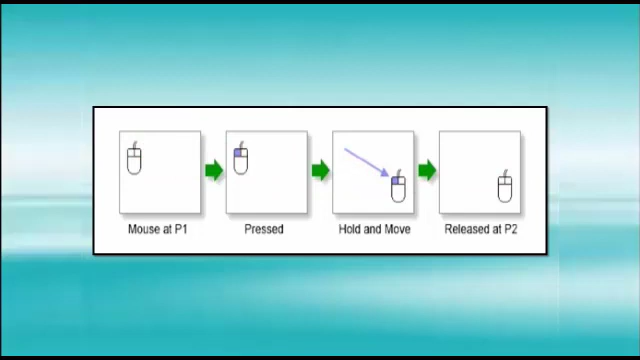 Mouse at P1
Pressed
Hold and Move
Released at P2